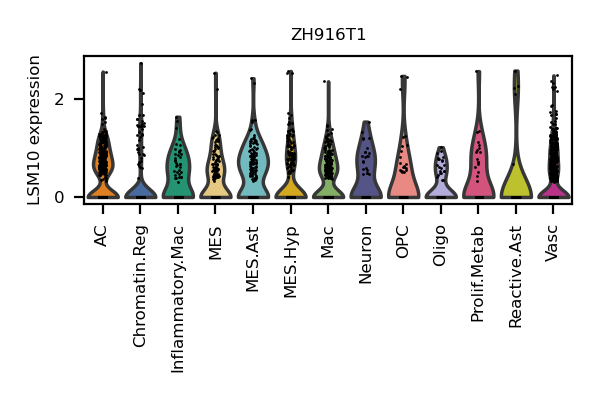 ZH916T1
LSM10 expression
2
0
AC
Chromatin.Reg
Inflammatory.Mac
MES
MES.Ast
MES.Hyp
Mac
Neuron
OPC
Oligo
Prolif.Metab
Reactive.Ast
Vasc